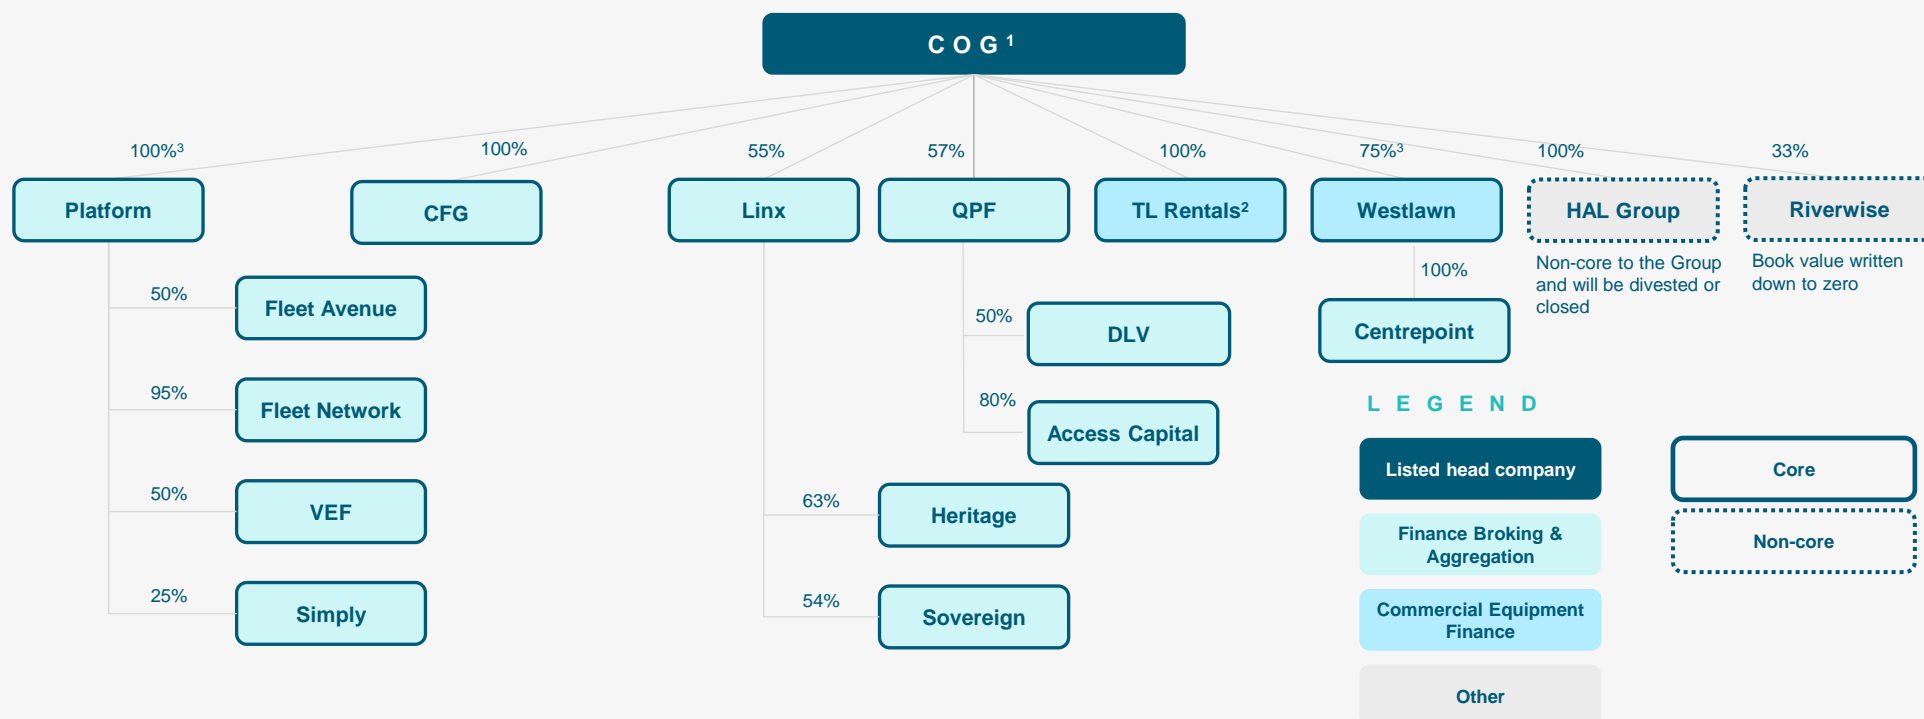 COG¹
100%³
100%
55%
57%
100%
75%³
100%
33%
Platform
CFG
Linx
QPF
TL Rentals²
Westlawn
HAL Group
Riverwise
Non-core to the Group
and will be divested or
closed
Book value written
down to zero
50%
Fleet Avenue
95%
Fleet Network
50%
VEF
25%
Simply
63%
Heritage
54%
Sovereign
50%
DLV
80%
Access Capital
100%
Centrepoint
LEGEND
Listed head company
Finance Broking &
Aggregation
Commercial Equipment
Finance
Other
Core
Non-core